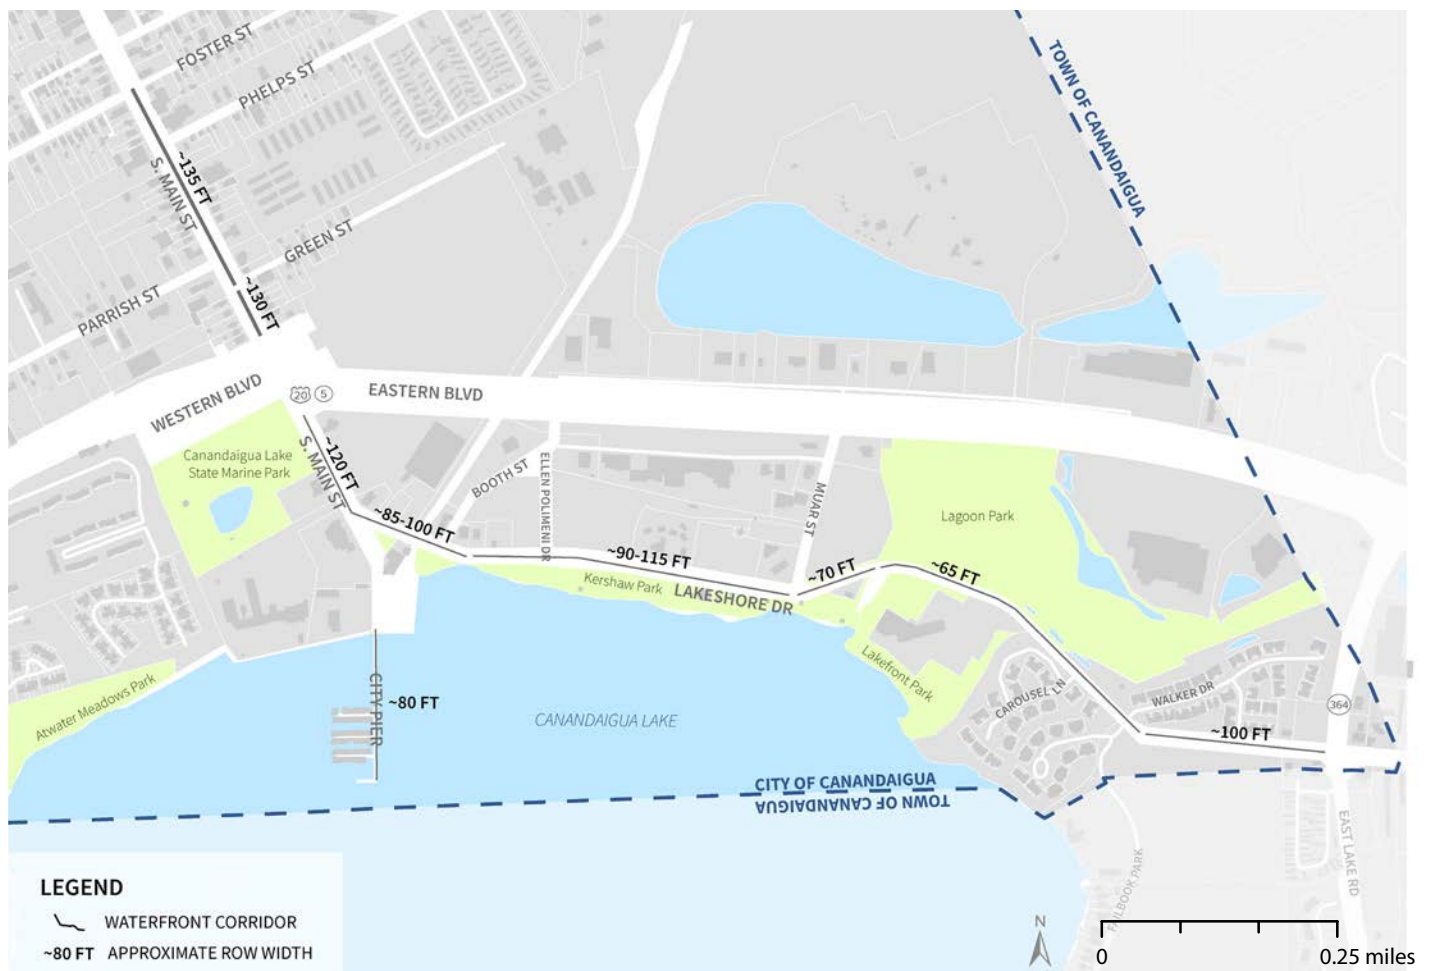 FOSTER ST
PHELPS ST
TOWN OF CANANDAIGUA
~135 FT
S. MAIN ST
GREEN ST
PARRISH ST
~130 FT
WESTERN BLVD
20
5
EASTERN BLVD
Canandaigua Lake
State Marine Park
S. MAIN ST
~120 FT
BOOTH ST
ELLEN POLIMENI DR
MUAR ST
Lagoon Park
~85-100 FT
~90-115 FT
~70 FT
~65 FT
Kershaw Park
LAKESHORE DR
Lakefront Park
CAROUSEL LN
WALKER DR
364
~100 FT
Atwater Meadows Park
CITY PIER
~80 FT
CANANDAIGUA LAKE
CITY OF CANANDAIGUA
TOWN OF CANANDAIGUA
EAST LAKE RD
LEGEND
WATERFRONT CORRIDOR
~80 FT APPROXIMATE ROW WIDTH
N
0
0.25 miles